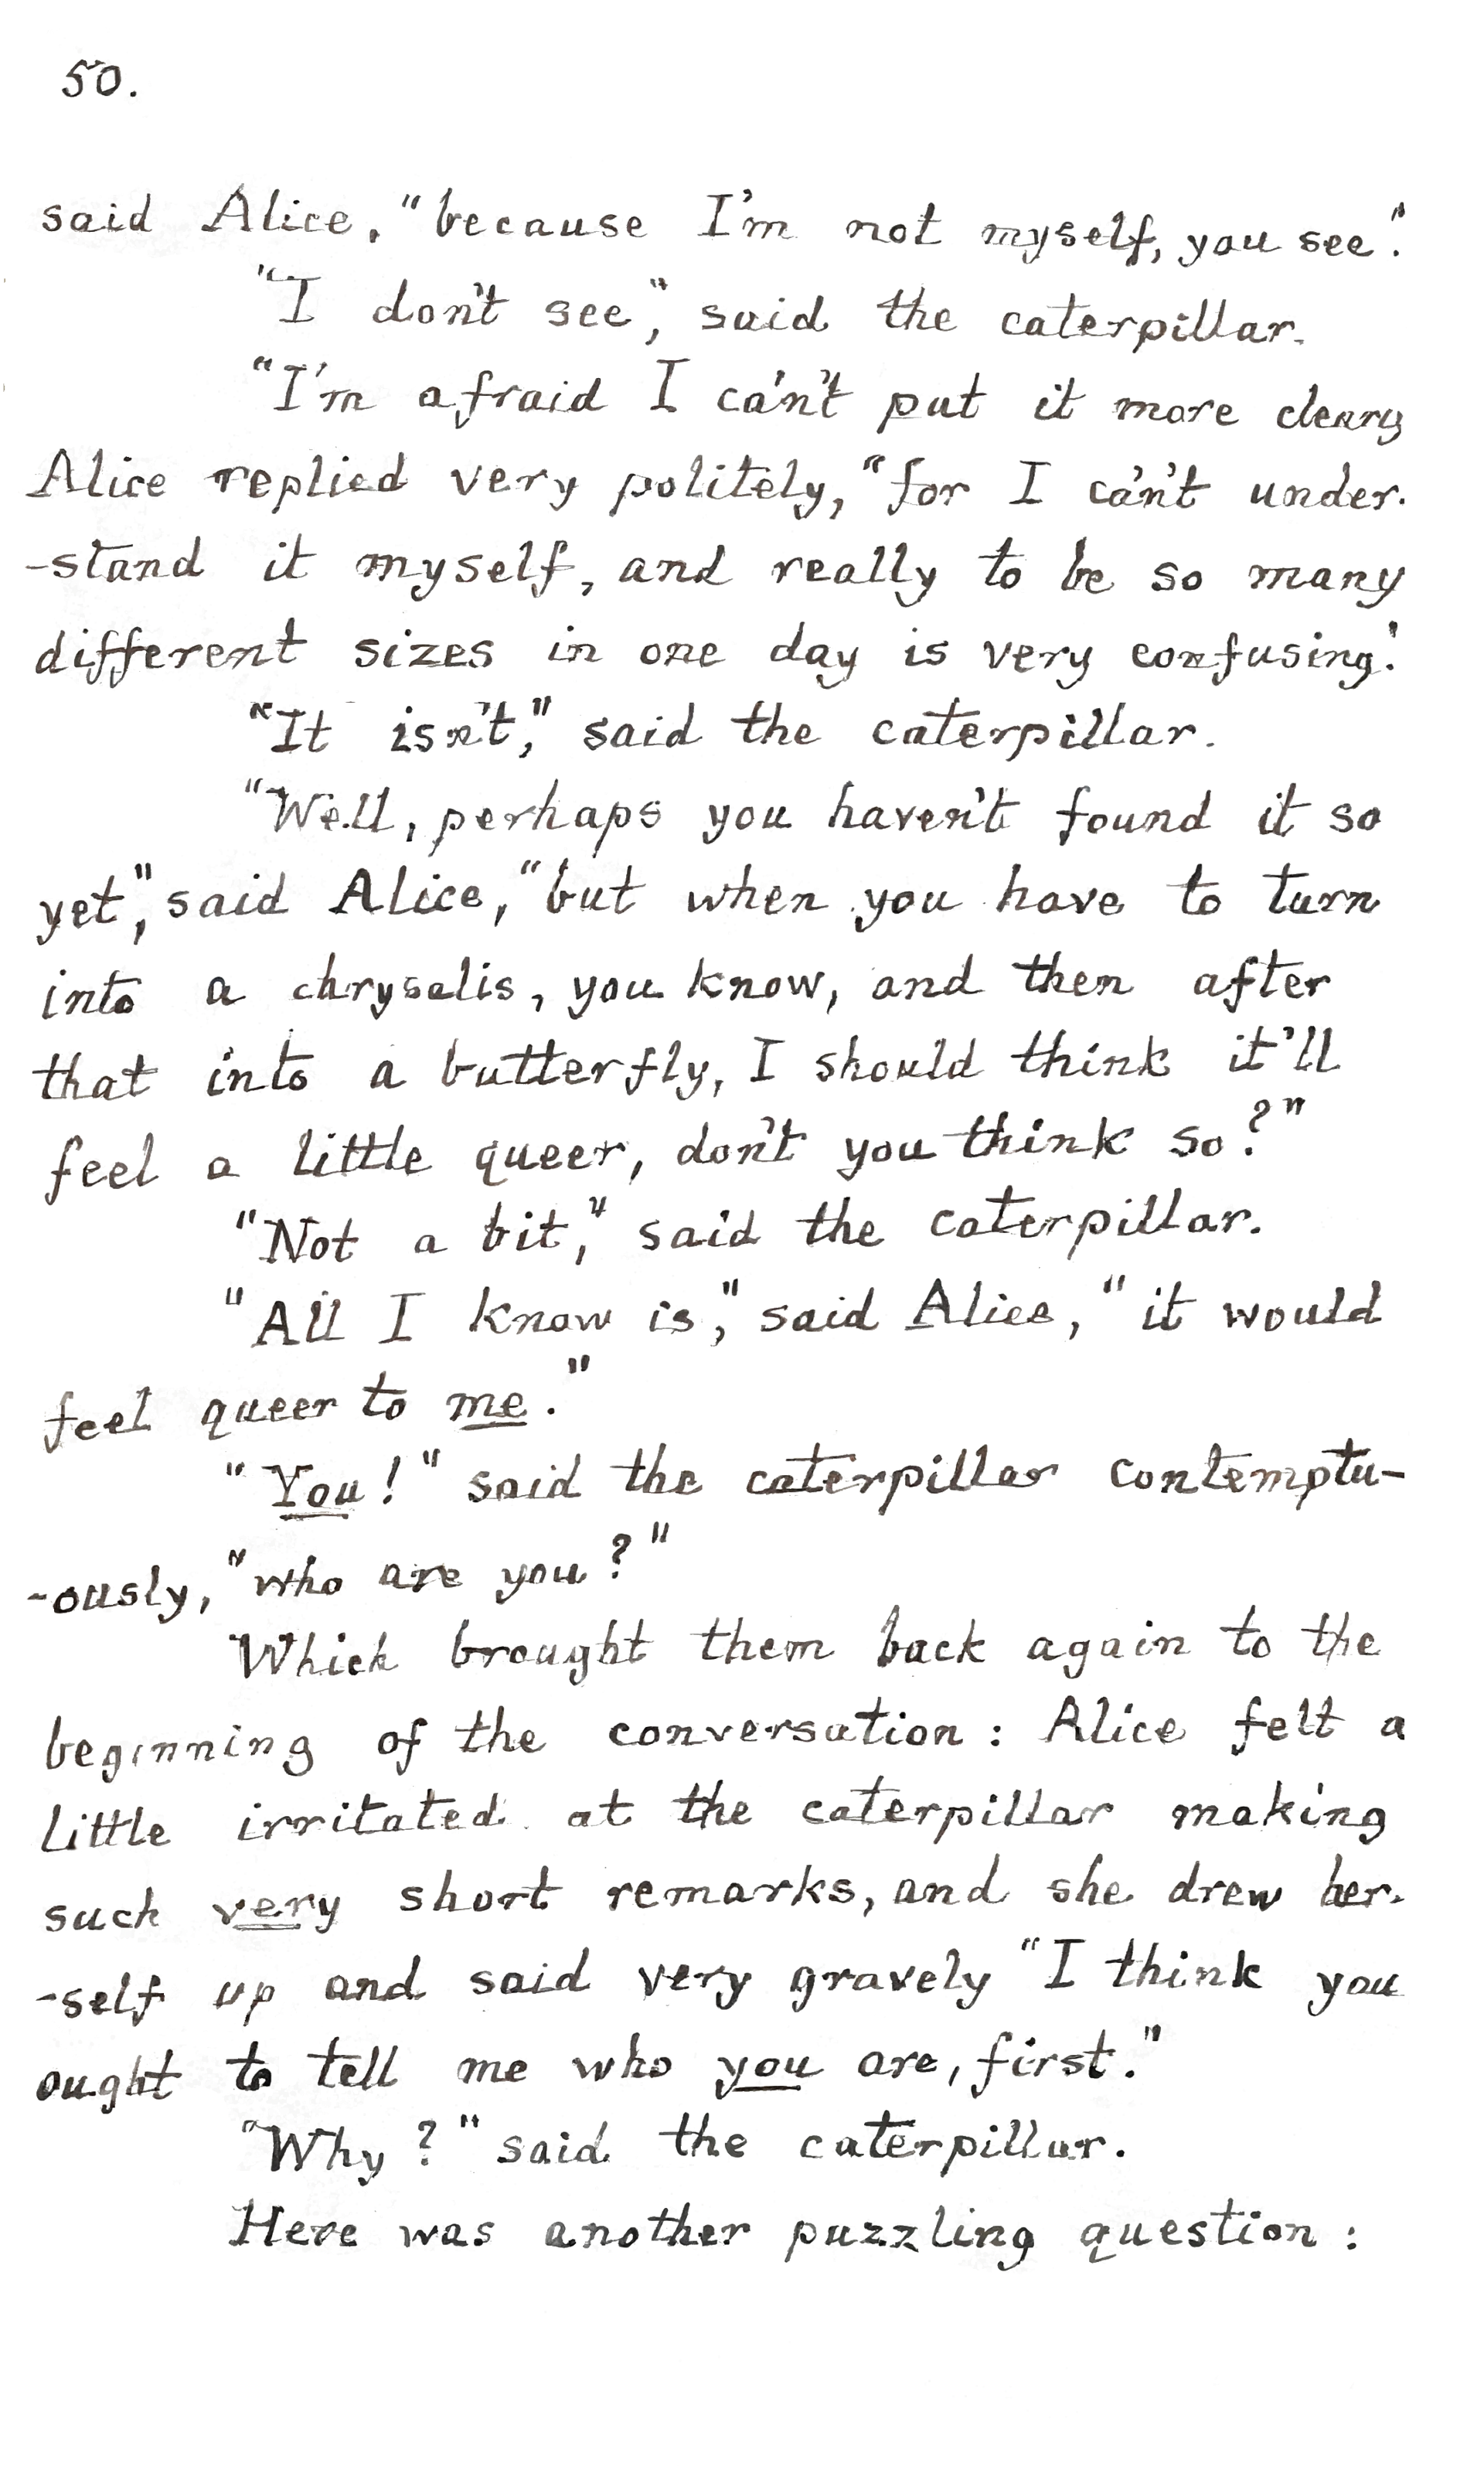 50.
said Alice, "because I'm not myself, you see."
"I don't see," said the caterpillar.
"I'm afraid I ca'n't put it more
Alice replied very politely, "for I ca'n't under-
-stand it myself, and really to be so many
different sizes in one day is very confusing."
"It isn't," said the caterpillar.
"Well, perhaps you haven't found it so
yet," said Alice, "but when you have to turn
into a chrysalis, you know, and then after
that into a butterfly, I should think it'll
feel a little queer, don't you think so?"
"Not a bit," said the caterpillar.
"All I know is," said Alice, "it would
feel queer to me."
"You!" said the caterpillar contemptu-
-ously, "who are you?"
Which brought them back again to the
beginning of the conversation: Alice felt a
little irritated at the caterpillar making
such very short remarks, and she drew her-
-self up and said very gravely "I think you
ought to tell me who you are, first."
"Why?" said the caterpillar.
Here was another puzzling question: